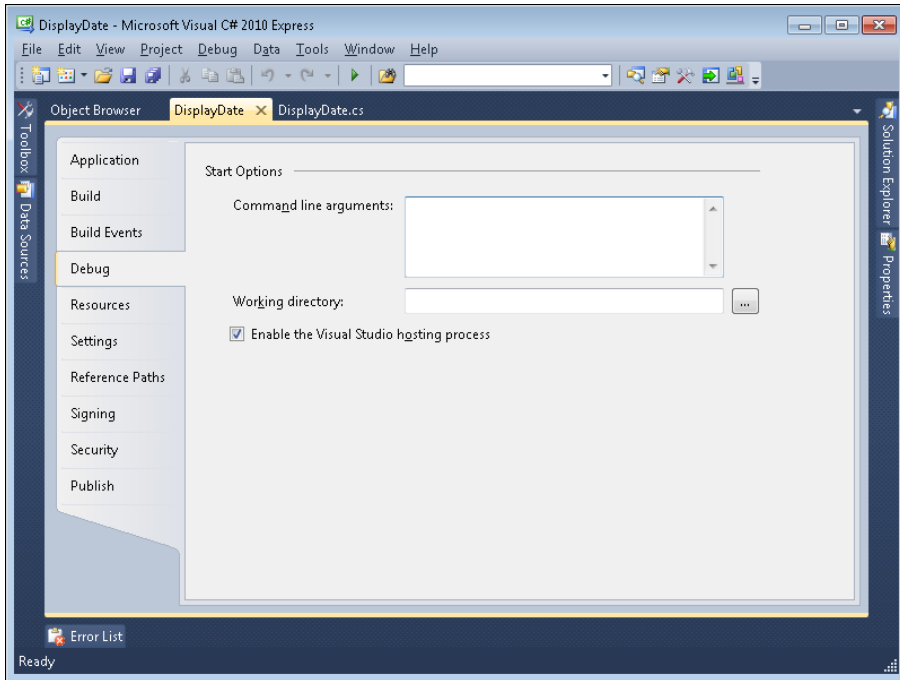 DisplayDate - Microsoft Visual C# 2010 Express
File Edit View Project Debug Data Tools Window Help
Object Browser DisplayDate DisplayDate.cs
Toolbox
Data Sources
Application
Build
Build Events
Debug
Resources
Settings
Reference Paths
Signing
Security
Publish
Start Options
Command line arguments:
Working directory:
...
Enable the Visual Studio hosting process
Solution Explorer
Properties
Error List
Ready